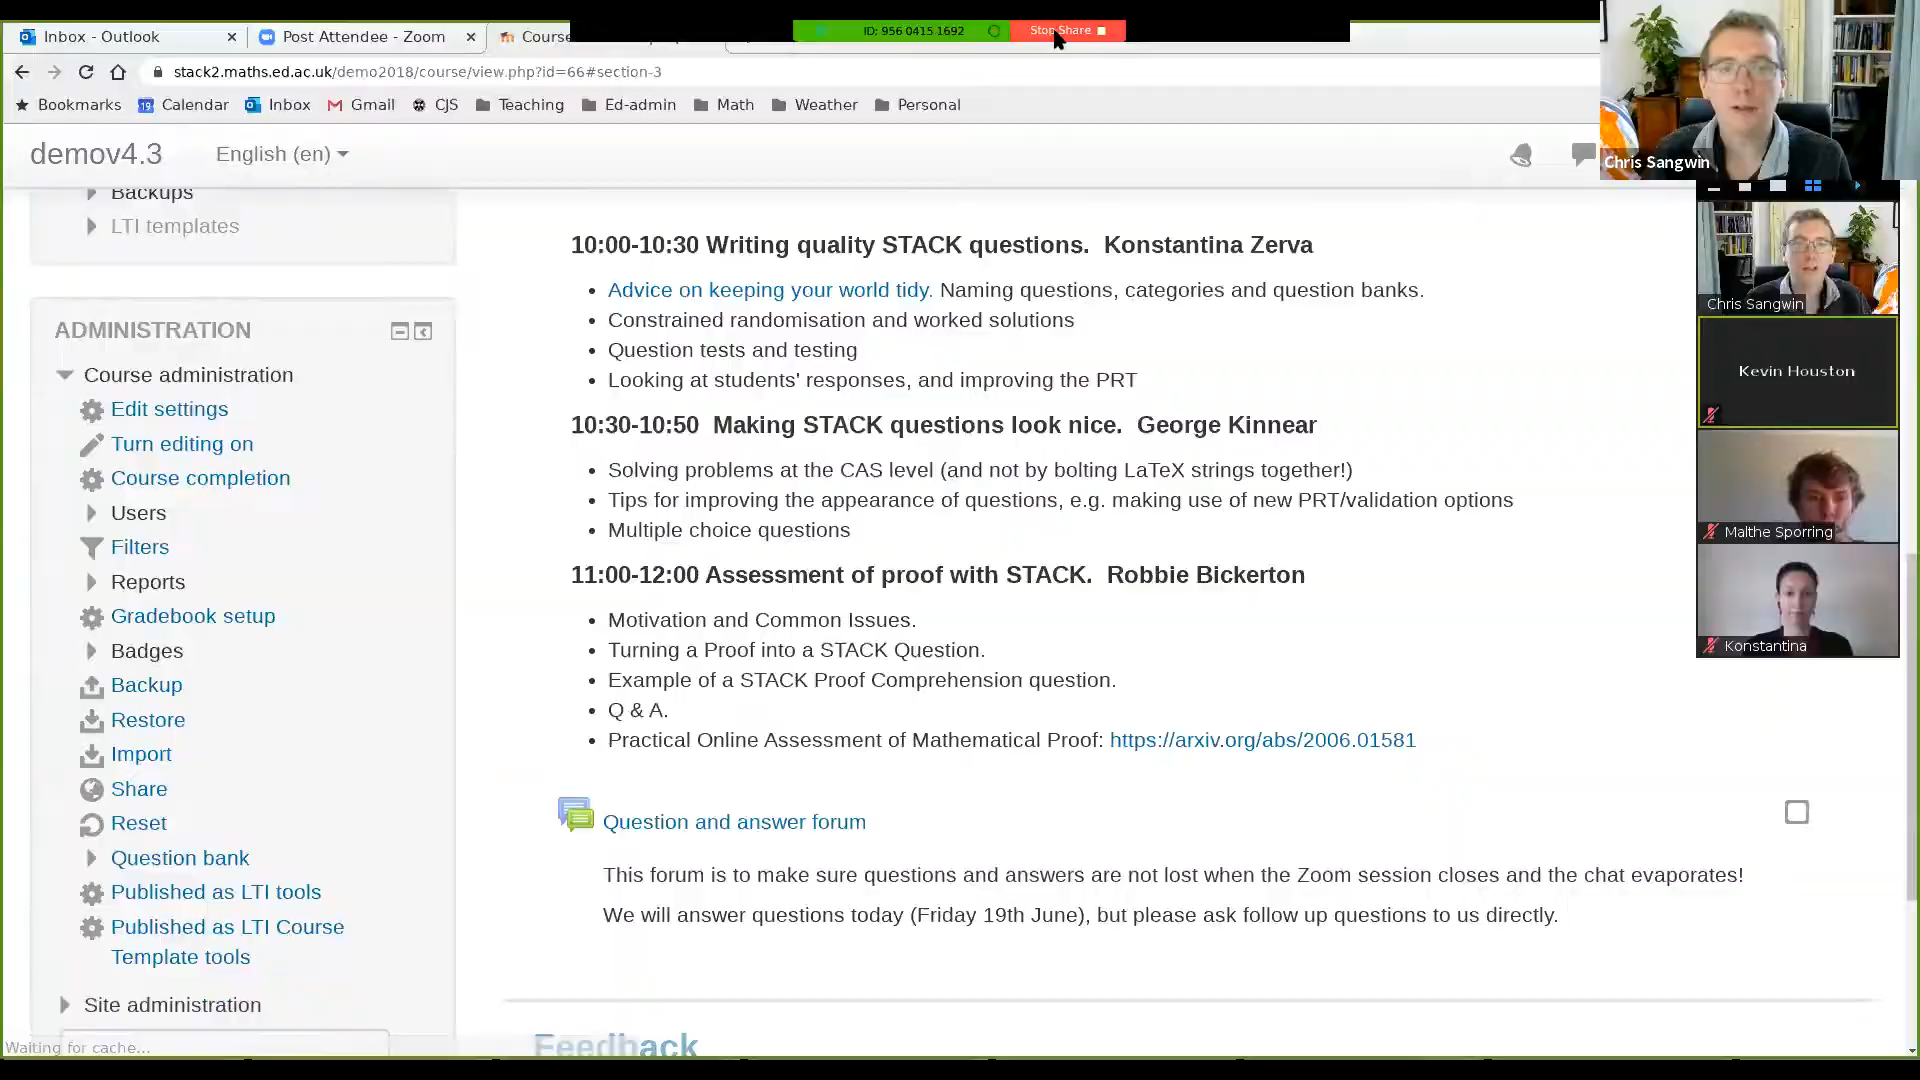 Inbox - Outlook
Post Attendee - Zoom
Course
ID: 956 0415 1692
Stop Share
stack2.maths.ed.ac.uk/demo2018/course/view.php?id=66#section-3
Bookmarks
19 Calendar
Inbox
Gmail
CJS
Teaching
Ed-admin
Math
Weather
Personal
Chris Sangwin
demov4.3
English (en)
Backups
LTI templates
ADMINISTRATION
Course administration
Edit settings
Turn editing on
Course completion
Users
Filters
Reports
Gradebook setup
Badges
Backup
Restore
Import
Share
Reset
Question bank
Published as LTI tools
Published as LTI Course
Template tools
Site administration
Waiting for cache...
10:00-10:30 Writing quality STACK questions. Konstantina Zerva
Advice on keeping your world tidy. Naming questions, categories and question banks.
Constrained randomisation and worked solutions
Question tests and testing
Looking at students' responses, and improving the PRT
10:30-10:50 Making STACK questions look nice. George Kinnear
Solving problems at the CAS level (and not by bolting LaTeX strings together!)
Tips for improving the appearance of questions, e.g. making use of new PRT/validation options
Multiple choice questions
11:00-12:00 Assessment of proof with STACK. Robbie Bickerton
Motivation and Common Issues.
Turning a Proof into a STACK Question.
Example of a STACK Proof Comprehension question.
Q & A.
Practical Online Assessment of Mathematical Proof: https://arxiv.org/abs/2006.01581
Question and answer forum
This forum is to make sure questions and answers are not lost when the Zoom session closes and the chat evaporates!
We will answer questions today (Friday 19th June), but please ask follow up questions to us directly.
Feedback
Chris Sangwin
Kevin Houston
Malthe Sporring
Konstantina